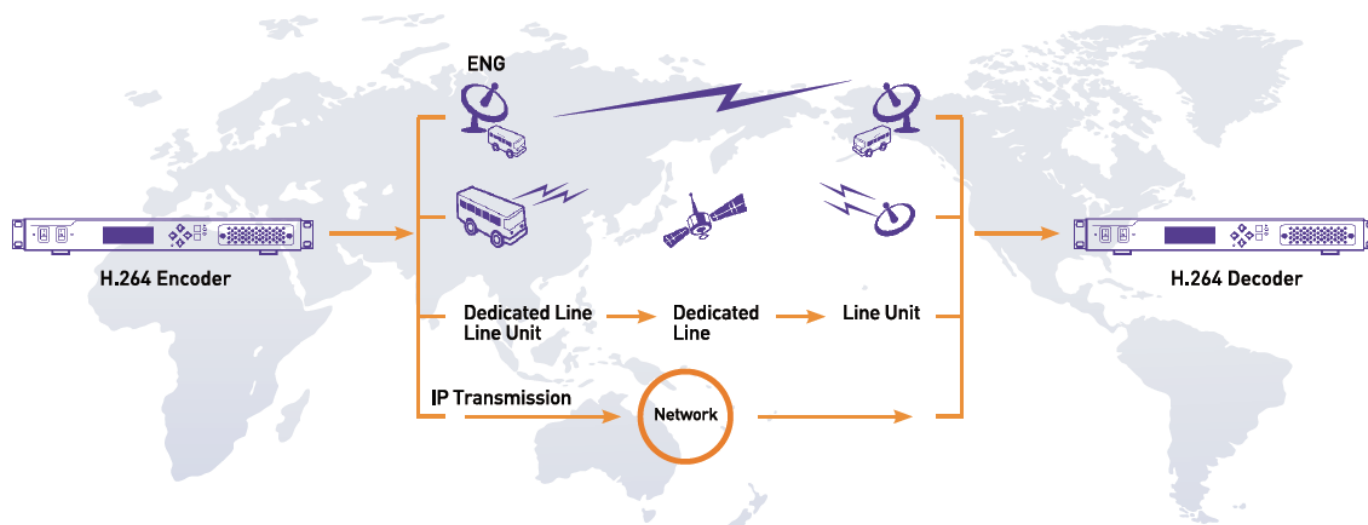 ENG
H.264 Encoder
H.264 Decoder
Dedicated Line
Line Unit
Dedicated
Line
Line Unit
IP Transmission
Network